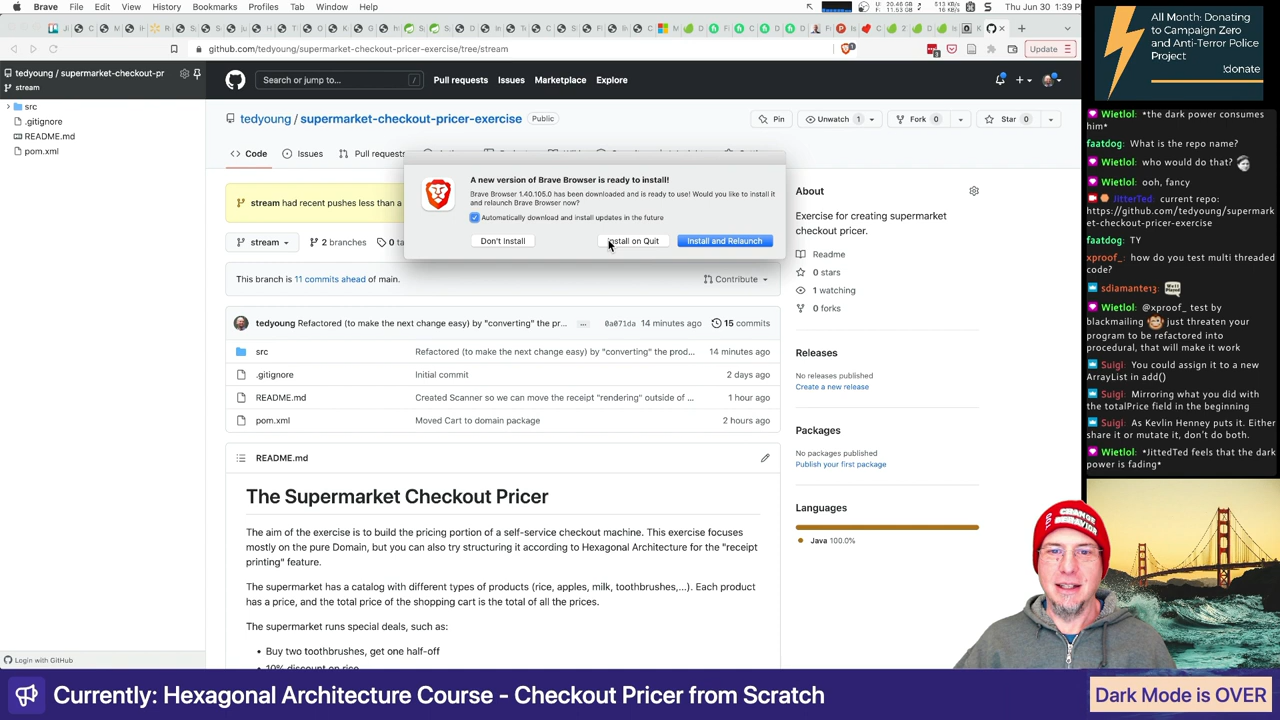 Brave File Edit View History Bookmarks Profiles Tab Window Help
20.46 GB 11.53 GB
513 KB/s 16 KB/s
Thu Jun 30 1:39 PM
github.com/tedyoung/supermarket-checkout-pricer-exercise/tree/stream
Update
tedyoung / supermarket-checkout-pr
stream
src
.gitignore
README.md
pom.xml
Login with GitHub
Search or jump to...
/
Pull requests Issues Marketplace Explore
tedyoung / supermarket-checkout-pricer-exercise Public
Pin Unwatch 1 Fork 0 Star 0
Code Issues Pull requests
stream had recent pushes less than a
A new version of Brave Browser is ready to install!
Brave Browser 1.40.105.0 has been downloaded and is ready to use! Would you like to install it
and relaunch Brave Browser now?
Automatically download and install updates in the future
Don't Install Install on Quit Install and Relaunch
stream 2 branches 0 ta
This branch is 11 commits ahead of main. Contribute
tedyoung Refactored (to make the next change easy) by "converting" the pr... ... 0a071da 14 minutes ago 15 commits
src Refactored (to make the next change easy) by "converting" the prod... 14 minutes ago
.gitignore Initial commit 2 days ago
README.md Created Scanner so we can move the receipt "rendering" outside of ... 1 hour ago
pom.xml Moved Cart to domain package 2 hours ago
README.md
The Supermarket Checkout Pricer
The aim of the exercise is to build the pricing portion of a self-service checkout machine. This exercise focuses
mostly on the pure Domain, but you can also try structuring it according to Hexagonal Architecture for the "receipt
printing" feature.
The supermarket has a catalog with different types of products (rice, apples, milk, toothbrushes,...). Each product
has a price, and the total price of the shopping cart is the total of all the prices.
The supermarket runs special deals, such as:
• Buy two toothbrushes, get one half-off
• 10% discount on rice
About
Exercise for creating supermarket
checkout pricer.
Readme
0 stars
1 watching
0 forks
Releases
No releases published
Create a new release
Packages
No packages published
Publish your first package
Languages
Java 100.0%
All Month: Donating
to Campaign Zero
and Anti-Terror Police
Project
!donate
Wietlol: *the dark power consumes
him*
faatdog: What is the repo name?
Wietlol: who would do that?
Wietlol: ooh, fancy
JitterTed current repo:
https://github.com/tedyoung/supermark
et-checkout-pricer-exercise
faatdog: TY
xproof_: how do you test multi threaded
code?
sdiamante13:
Wietlol: @xproof_ test by
blackmailing just threaten your
program to be refactored into
procedural, that will make it work
Suigi: You could assign it to a new
ArrayList in add()
Suigi: Mirroring what you did with
the totalPrice field in the beginning
Suigi: As Kevlin Henney puts it. Either
share it or mutate it, don't do both.
Wietlol: *JittedTed feels that the dark
power is fading*
CHANGE
BEHAVIOR
Currently: Hexagonal Architecture Course - Checkout Pricer from Scratch
Dark Mode is OVER